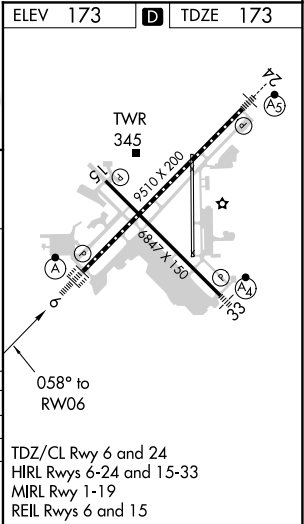 ELEV 173 D TDZE 173
24
A5
P
TWR
345
15
P
9510 X 200
6847 X 150
P
A
P
A4
6
33
058° to
RW06
TDZ/CL Rwy 6 and 24
HIRL Rwys 6-24 and 15-33
MIRL Rwy 1-19
REIL Rwys 6 and 15